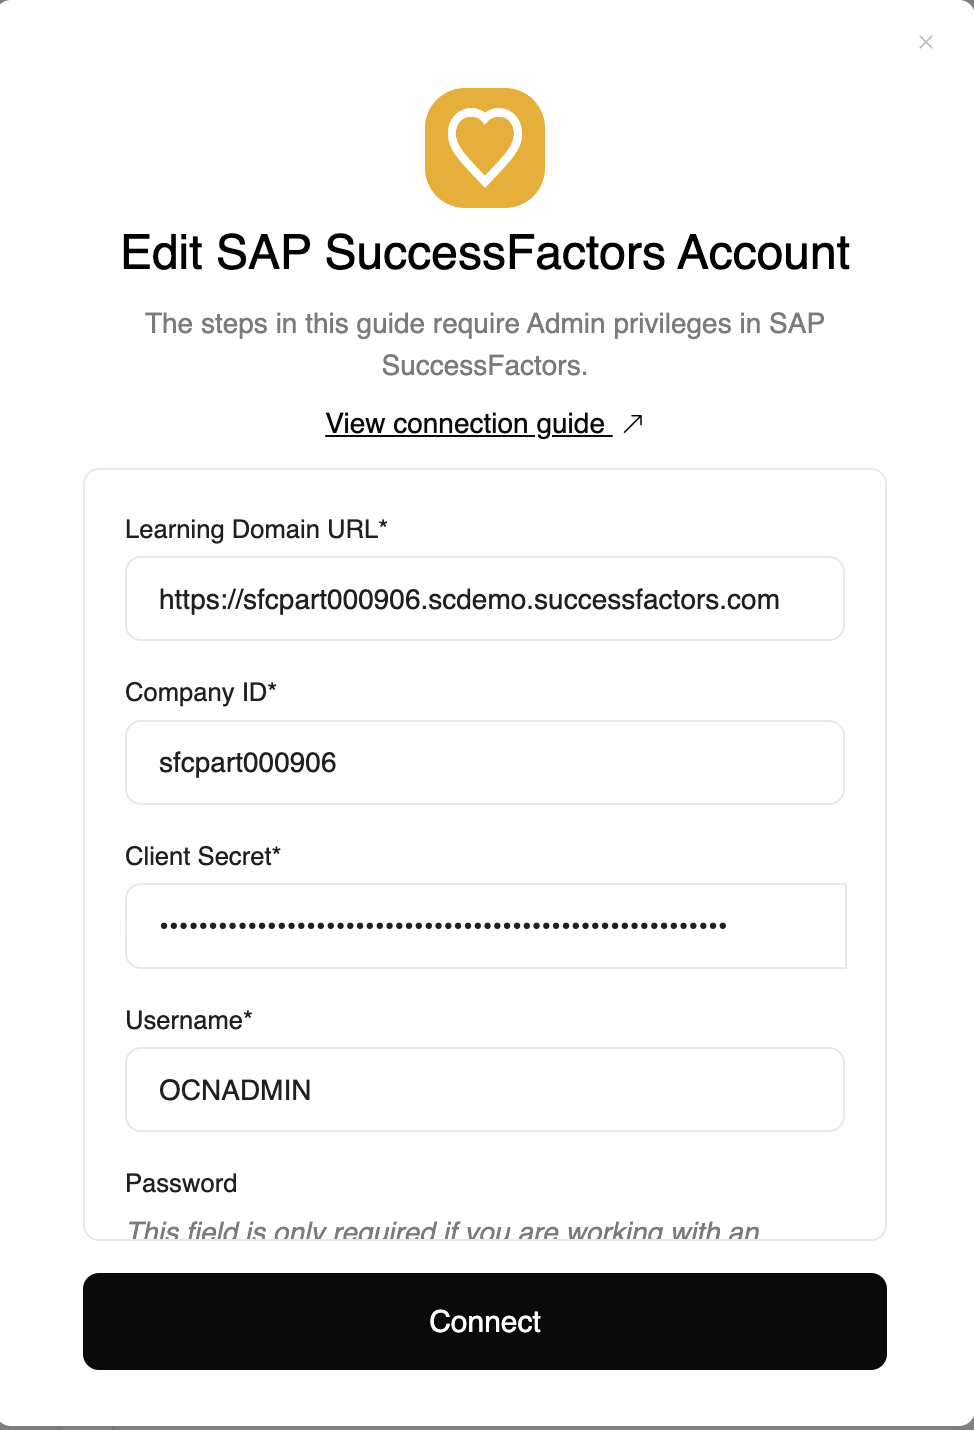 Edit SAP SuccessFactors Account
The steps in this guide require Admin privileges in SAP
SuccessFactors.
View connection guide
Learning Domain URL*
https://sfcpart000906.scdemo.successfactors.com
Company ID*
sfcpart000906
Client Secret*
Username*
OCNADMIN
Password
This field is only required if you are working with an
Connect